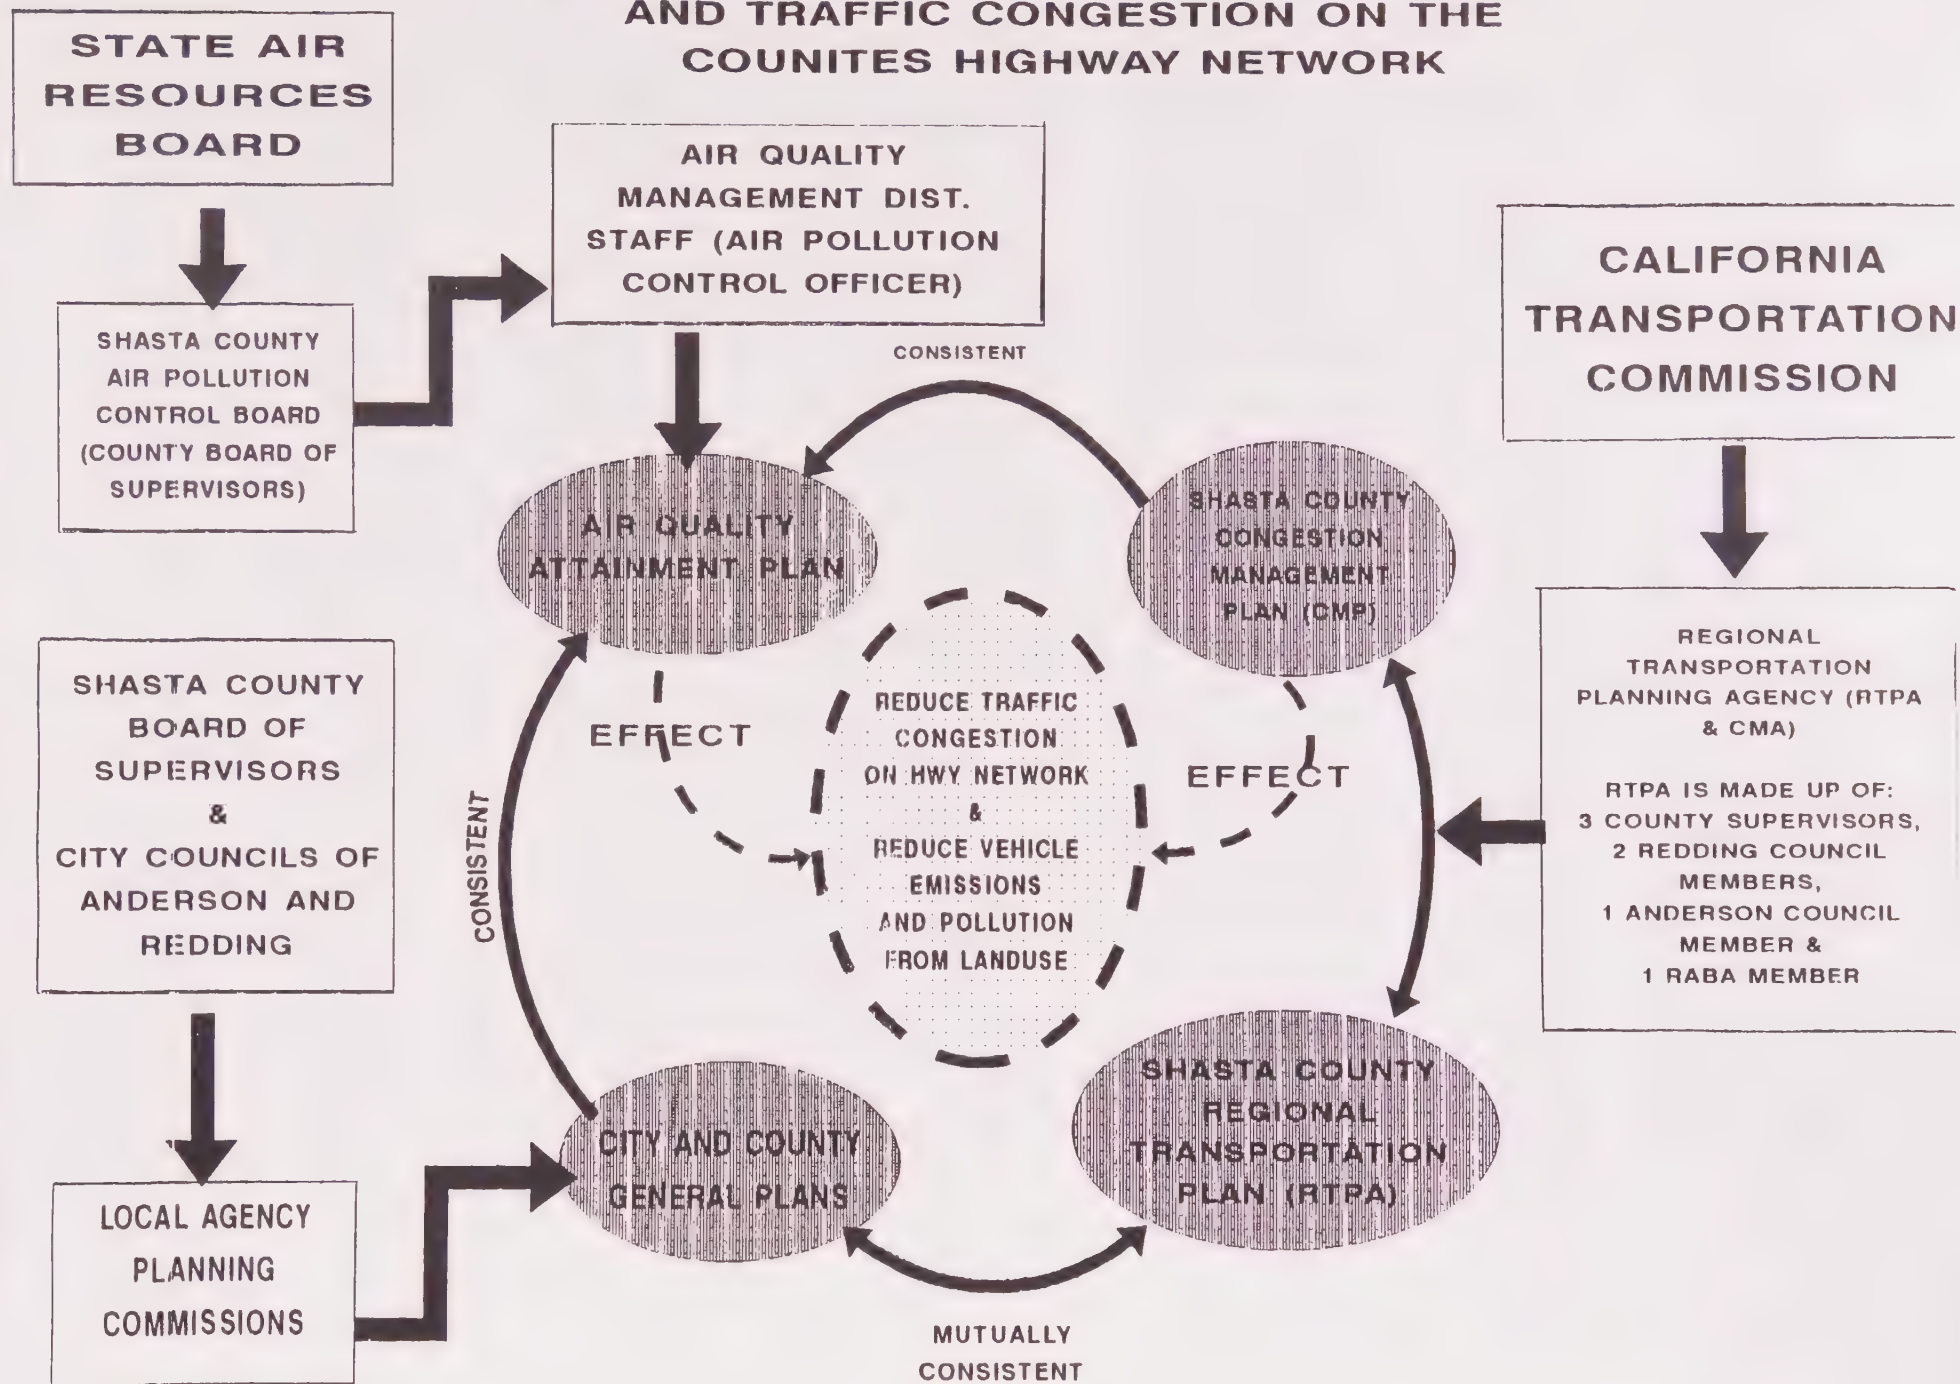 AND TRAFFIC CONGESTION ON THE
COUNITES HIGHWAY NETWORK
STATE AIR
RESOURCES
BOARD
AIR QUALITY
MANAGEMENT DIST.
STAFF (AIR POLLUTION
CONTROL OFFICER)
CALIFORNIA
TRANSPORTATION
COMMISSION
SHASTA COUNTY
AIR POLLUTION
CONTROL BOARD
(COUNTY BOARD OF
SUPERVISORS)
CONSISTENT
AIR QUALITY
ATTAINMENT PLAN
SHASTA COUNTY
CONGESTION
MANAGEMENT
PLAN (CMP)
REGIONAL
TRANSPORTATION
PLANNING AGENCY (RTPA
& CMA)
RTPA IS MADE UP OF:
3 COUNTY SUPERVISORS,
2 REDDING COUNCIL
MEMBERS,
1 ANDERSON COUNCIL
MEMBER &
1 RABA MEMBER
SHASTA COUNTY
BOARD OF
SUPERVISORS
&
CITY COUNCILS OF
ANDERSON AND
REDDING
EFFECT
REDUCE TRAFFIC
CONGESTION
ON HWY NETWORK
&
REDUCE VEHICLE
EMISSIONS
AND POLLUTION
FROM LANDUSE
EFFECT
CONSISTENT
CITY AND COUNTY
GENERAL PLANS
SHASTA COUNTY
REGIONAL
TRANSPORTATION
PLAN (RTPA)
LOCAL AGENCY
PLANNING
COMMISSIONS
MUTUALLY
CONSISTENT